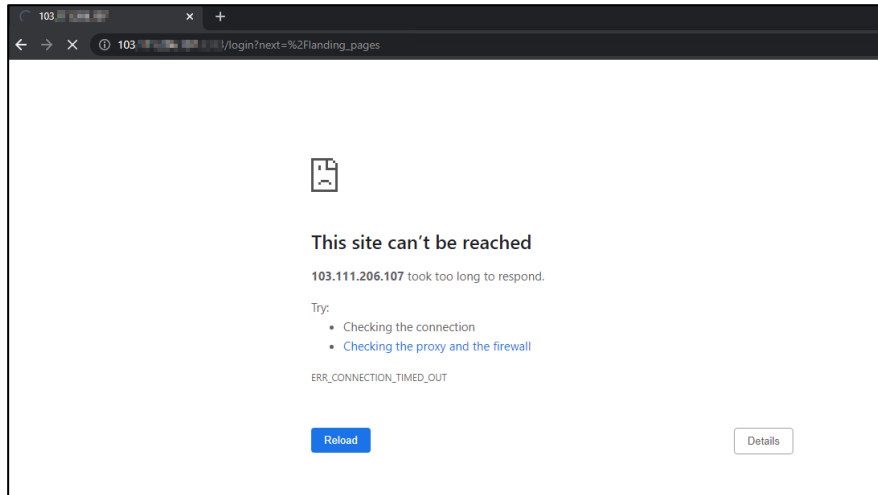 103.
103
/login?next=%2Flanding_pages
This site can't be reached
103.111.206.107 took too long to respond.
Try:
• Checking the connection
• Checking the proxy and the firewall
ERR_CONNECTION_TIMED_OUT
Reload
Details